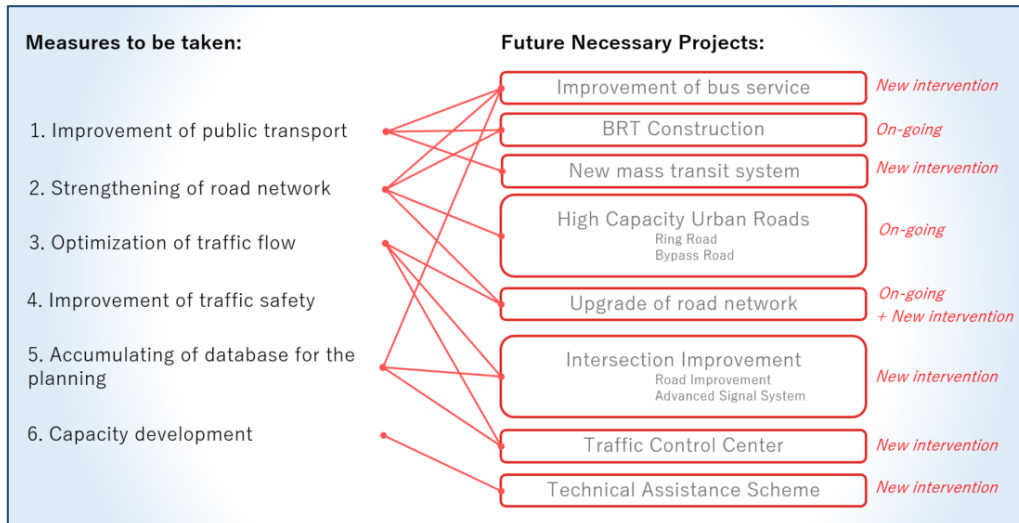 Measures to be taken:
1. Improvement of public transport
2. Strengthening of road network
3. Optimization of traffic flow
4. Improvement of traffic safety
5. Accumulating of database for the
planning
6. Capacity development
Future Necessary Projects:
Improvement of bus service
New intervention
BRT Construction
On-going
New mass transit system
New intervention
High Capacity Urban Roads
Ring Road
Bypass Road
On-going
Upgrade of road network
On-going
+ New intervention
Intersection Improvement
Road Improvement
Advanced Signal System
New intervention
Traffic Control Center
New intervention
Technical Assistance Scheme
New intervention